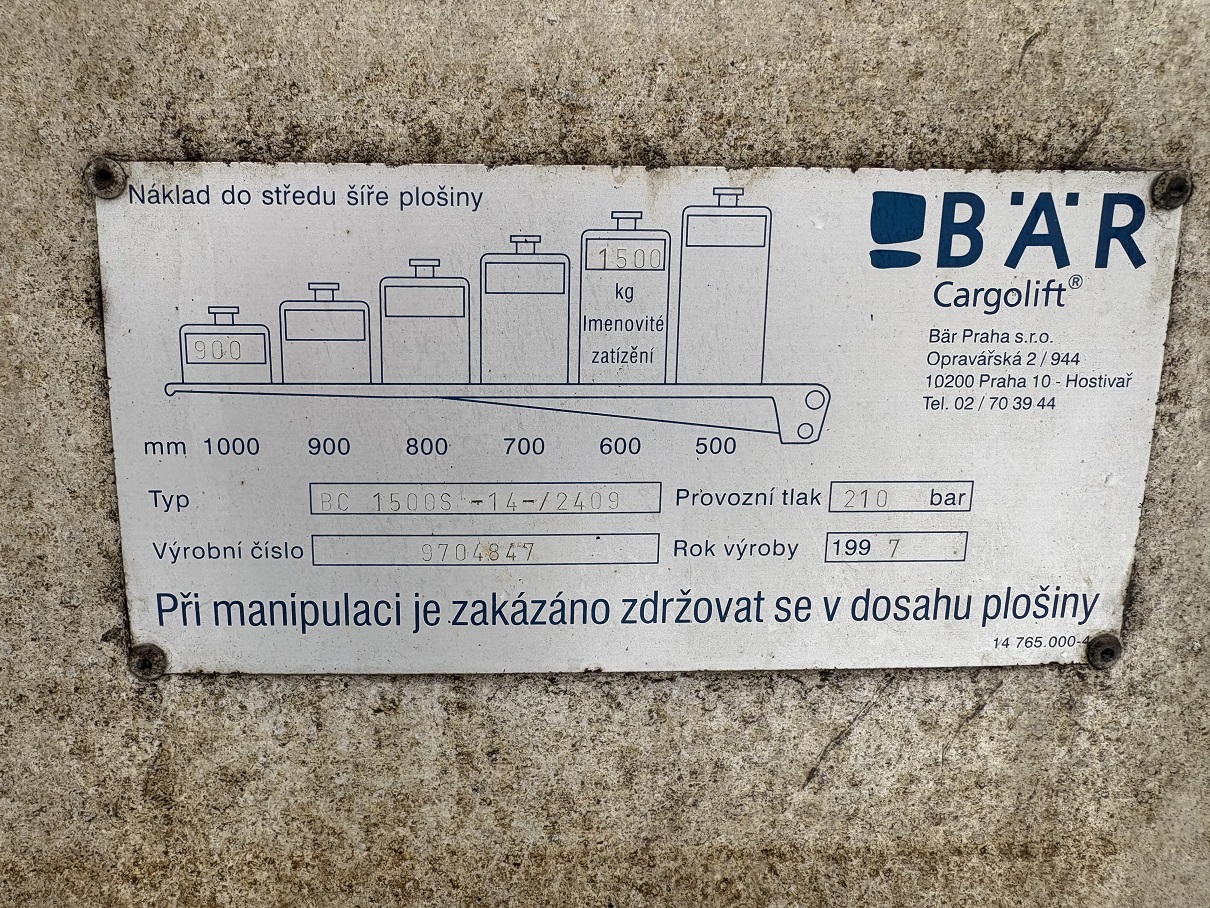 Náklad do středu šíře plošiny
BÄR
Cargolift®
Bär Praha s.r.o.
Opravářská 2 / 944
10200 Praha 10 - Hostivař
Tel. 02 / 70 39 44
900
1500
kg
Imenovité
zatízění
mm 1000 900 800 700 600 500
Typ BC 1500S -14-/2409 Provozní tlak 210 bar
Výrobní číslo 9704847 Rok výroby 199 7
Při manipulaci je zakázáno zdržovat se v dosahu plošiny
14 765.000-4